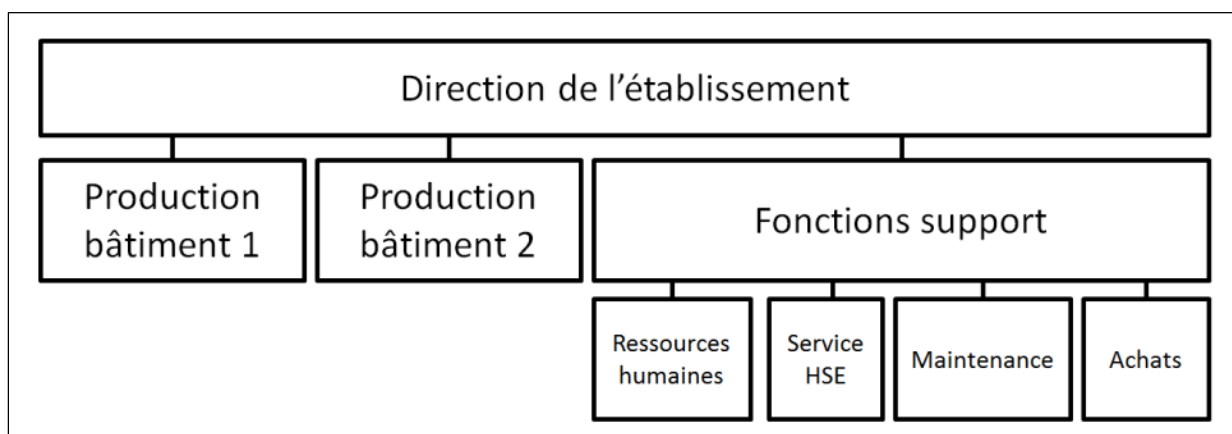 Direction de l’établissement
Production
bâtiment 1
Production
bâtiment 2
Fonctions support
Ressources
humaines
Service
HSE
Maintenance
Achats